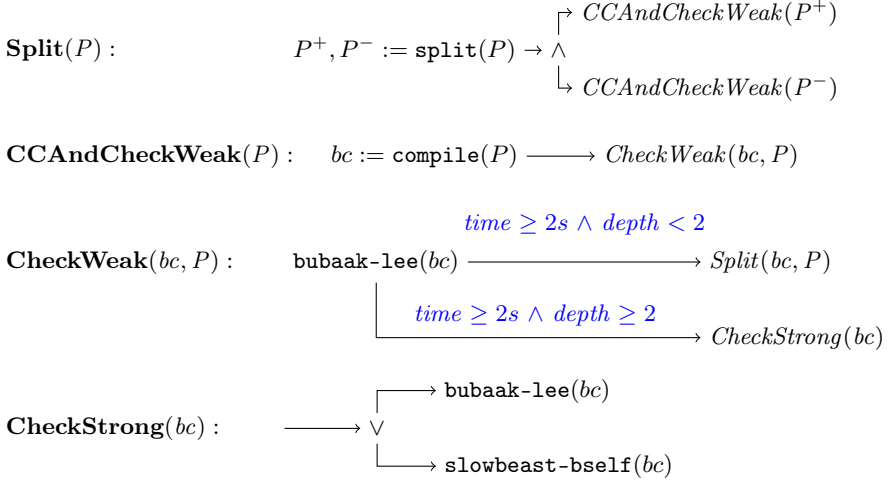 CCAndCheckWeak(P⁺)
Split(P) : P⁺, P⁻ := split(P) → ∧
CCAndCheckWeak(P⁻)
CCAndCheckWeak(P) : bc := compile(P) → CheckWeak(bc, P)
time ≥ 2s ∧ depth < 2
CheckWeak(bc, P) : bubaak-lee(bc) → Split(bc, P)
time ≥ 2s ∧ depth ≥ 2
CheckStrong(bc)
bubaak-lee(bc)
CheckStrong(bc) : → ∨
slowbeast-bself(bc)